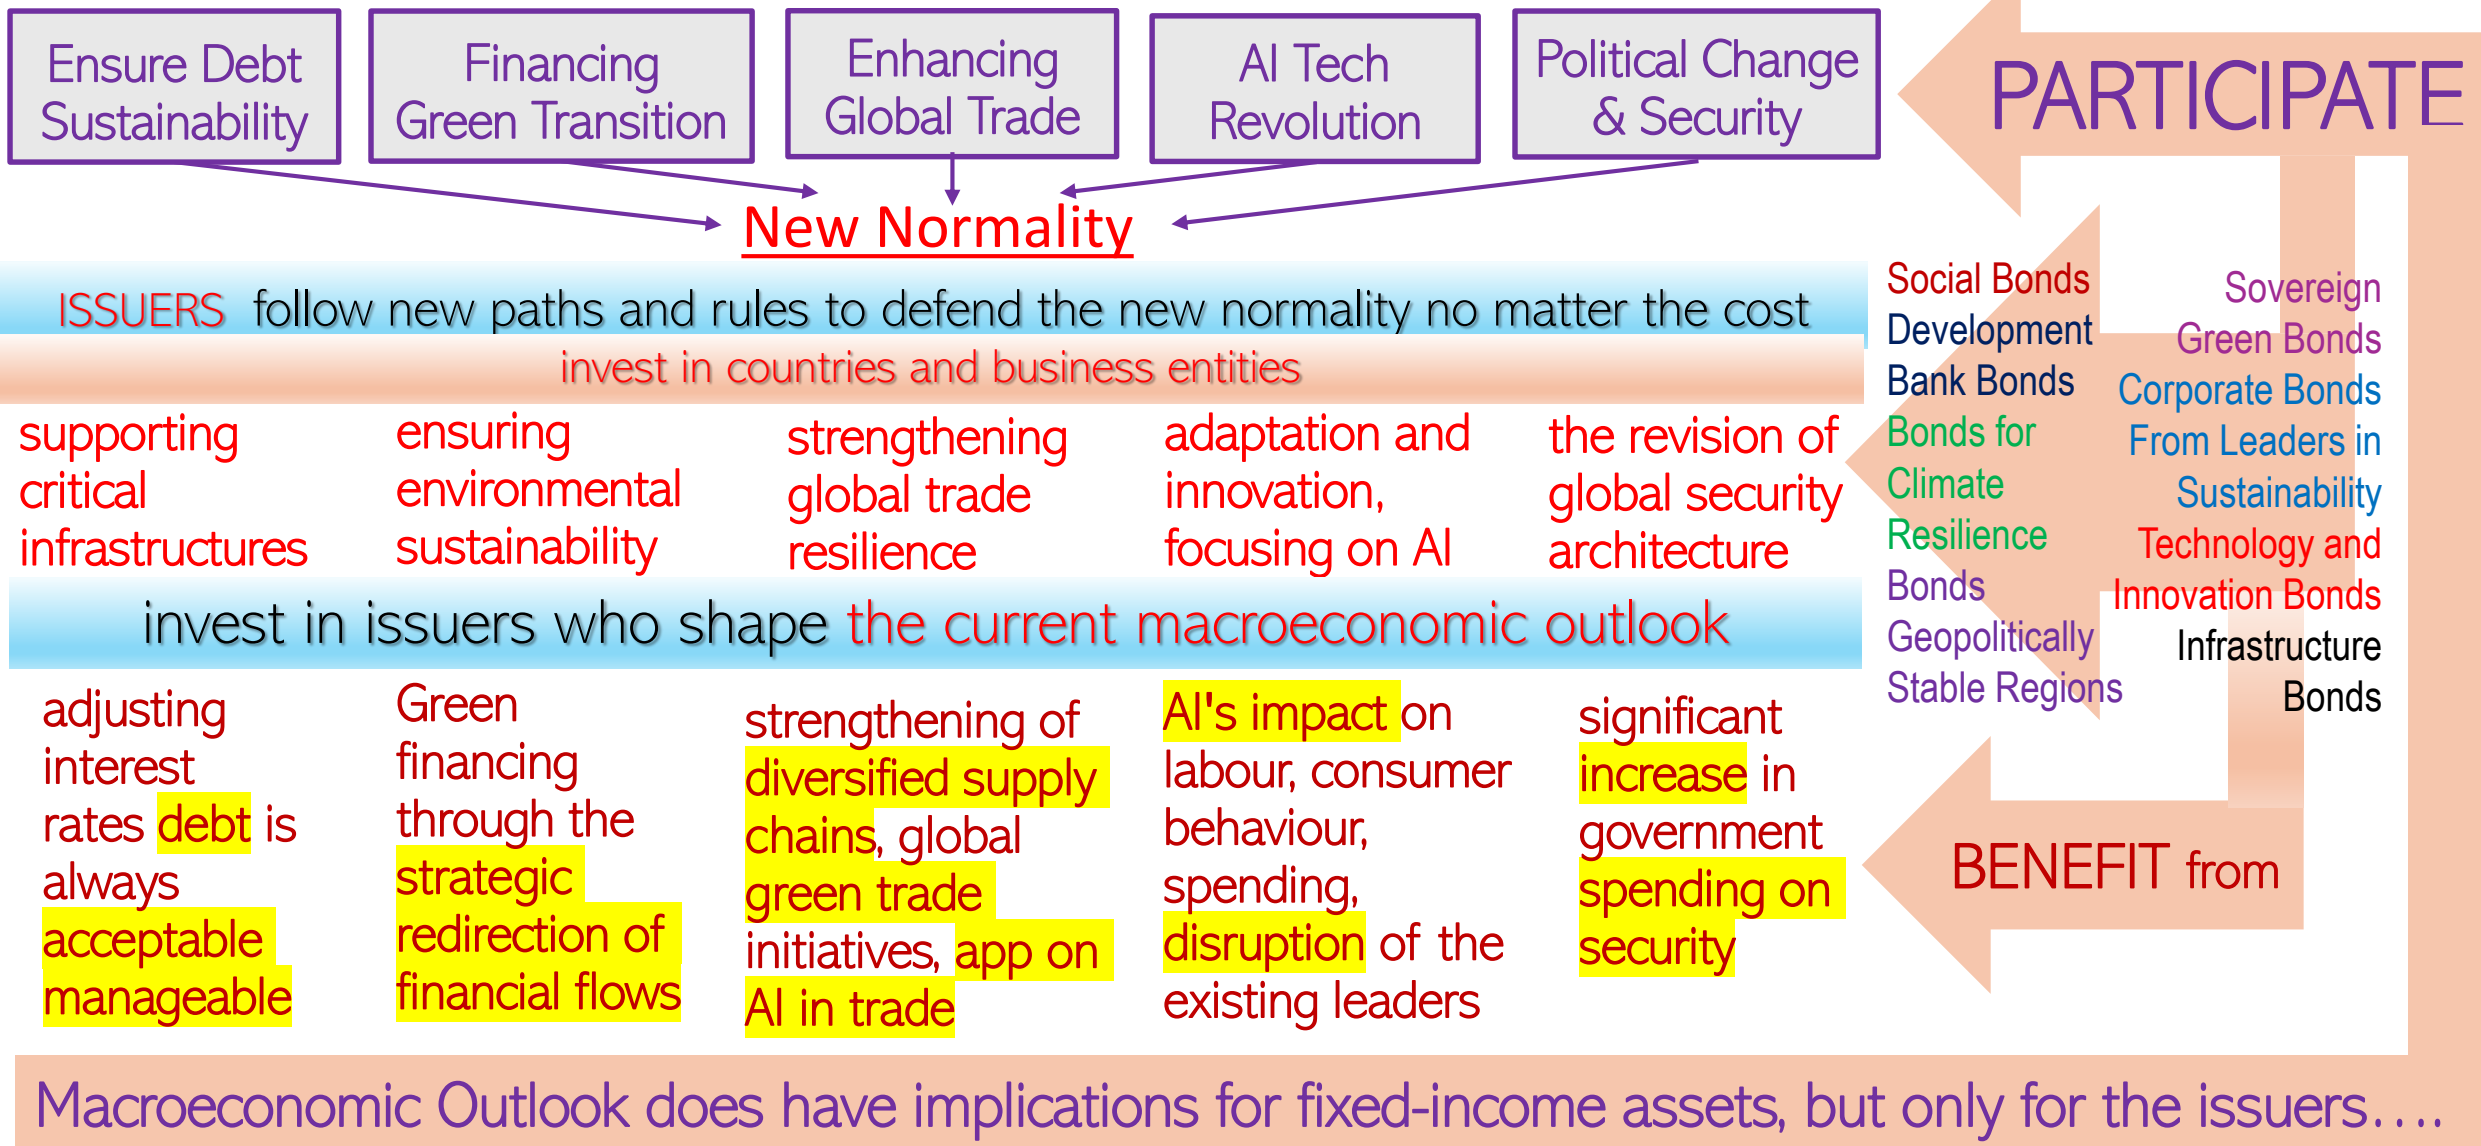 Ensure Debt
Sustainability
Financing
Green Transition
Enhancing
Global Trade
AI Tech
Revolution
Political Change
& Security
PARTICIPATE
New Normality
ISSUERS follow new paths and rules to defend the new normality no matter the cost
invest in countries and business entities
supporting
critical
infrastructures
ensuring
environmental
sustainability
strengthening
global trade
resilience
adaptation and
innovation,
focusing on AI
the revision of
global security
architecture
Social Bonds
Development
Bank Bonds
Bonds for
Climate
Resilience
Bonds
Geopolitically
Stable Regions
Sovereign
Green Bonds
Corporate Bonds
From Leaders in
Sustainability
Technology and
Innovation Bonds
Infrastructure
Bonds
invest in issuers who shape the current macroeconomic outlook
adjusting
interest
rates debt is
always
acceptable
manageable
Green
financing
through the
strategic
redirection of
financial flows
strengthening of
diversified supply
chains, global
green trade
initiatives, app on
AI in trade
AI's impact on
labour, consumer
behaviour,
spending,
disruption of the
existing leaders
significant
increase in
government
spending on
security
BENEFIT from
Macroeconomic Outlook does have implications for fixed-income assets, but only for the issuers....